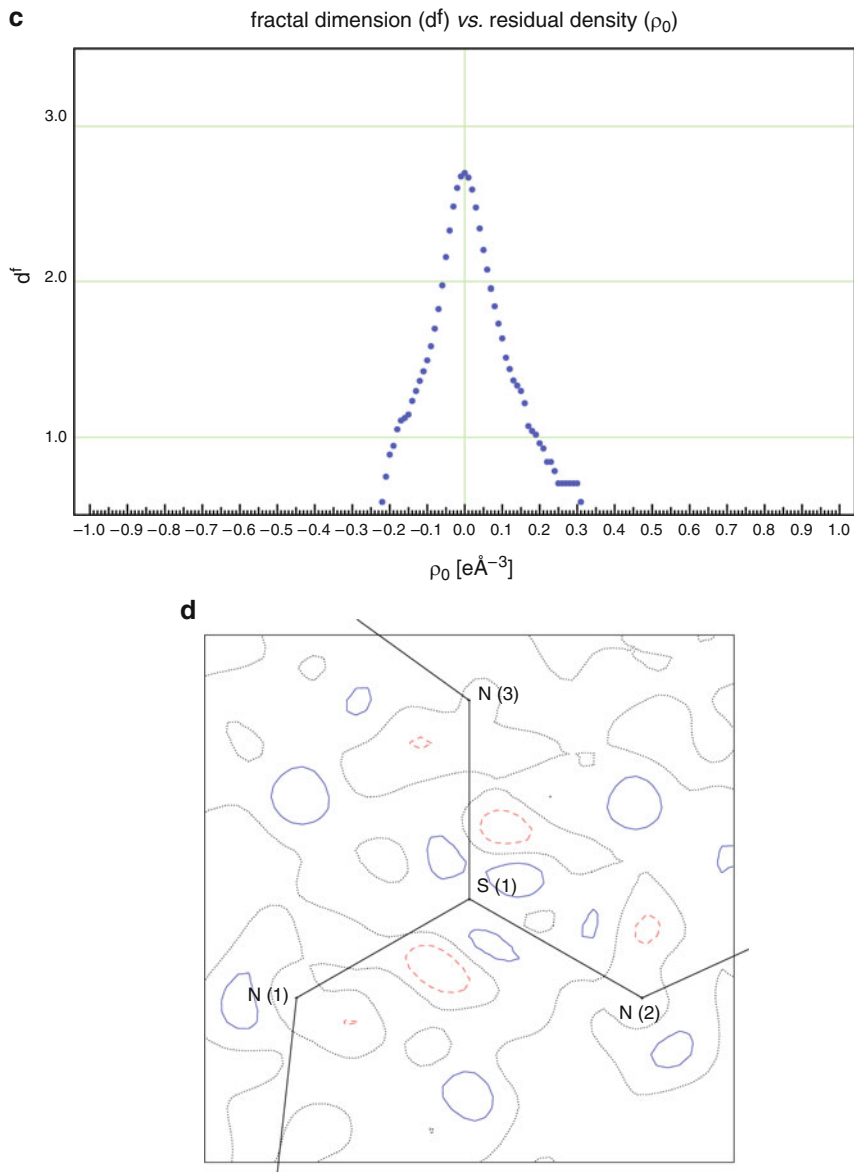 c
fractal dimension (dᶠ) vs. residual density (ρ₀)
3.0
2.0
1.0
dᶠ
−1.0 −0.9 −0.8 −0.7 −0.6 −0.5 −0.4 −0.3 −0.2 −0.1 0.0 0.1 0.2 0.3 0.4 0.5 0.6 0.7 0.8 0.9 1.0
ρ₀ [eÅ⁻³]
d
N (3)
S (1)
N (1)
N (2)